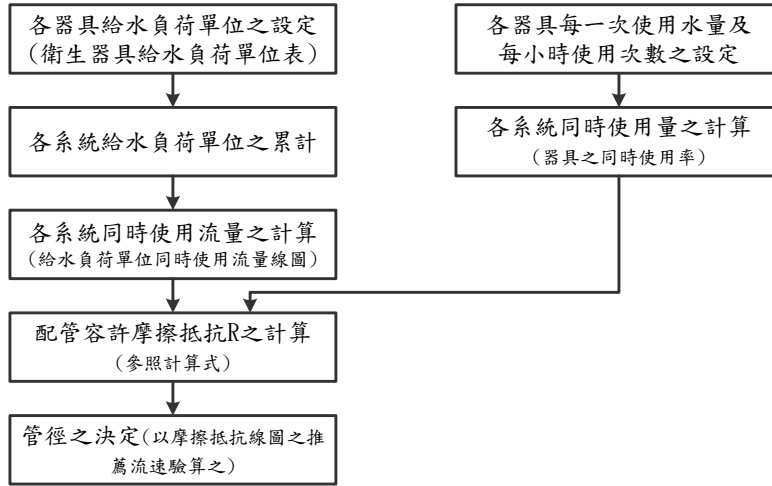 各器具給水負荷單位之設定
(衛生器具給水負荷單位表)
各系統給水負荷單位之累計
各系統同時使用流量之計算
(給水負荷單位同時使用流量線圖)
各器具每一次使用水量及
每小時使用次數之設定
各系統同時使用量之計算
(器具之同時使用率)
配管容許摩擦抵抗R之計算
(參照計算式)
管徑之決定(以摩擦抵抗線圖之推
薦流速驗算之)